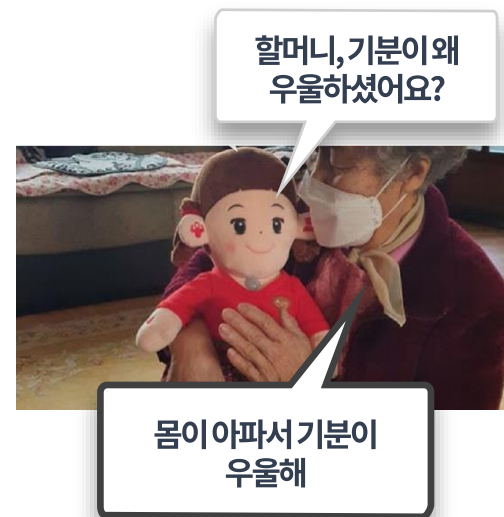 할머니, 기분이 왜
우울하셨어요?
몸이 아파서 기분이
우울해